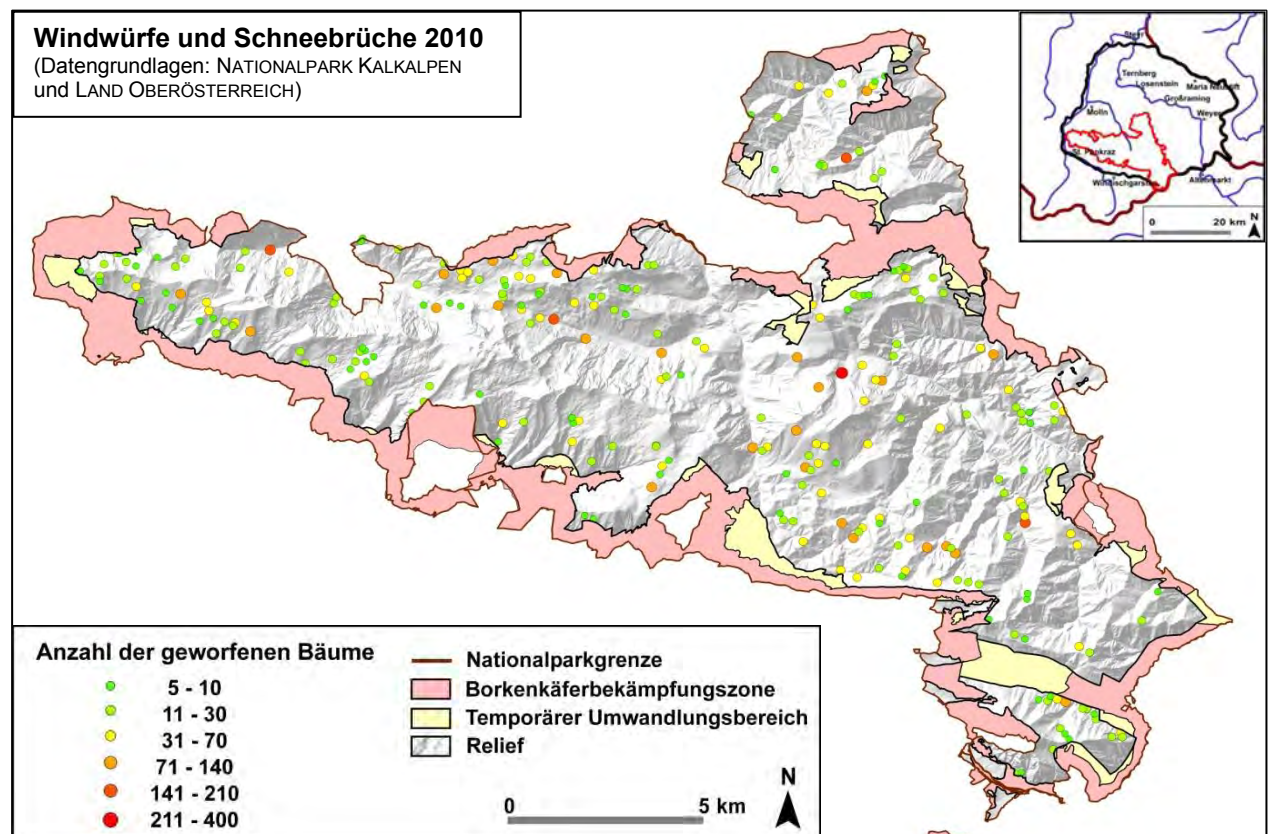 Windwürfe und Schneebrüche 2010
(Datengrundlagen: NATIONALPARK KALKALPEN
und LAND OBERÖSTERREICH)
Steyr
Ternberg
Losenstein
Maria Neustift
Großraming
Molln
Weyer
St. Pankraz
Windischgarsten
Altenmarkt
0 20 km
N
Anzahl der geworfenen Bäume
5 - 10
11 - 30
31 - 70
71 - 140
141 - 210
211 - 400
Nationalparkgrenze
Borkenkäferbekämpfungszone
Temporärer Umwandlungsbereich
Relief
0 5 km
N